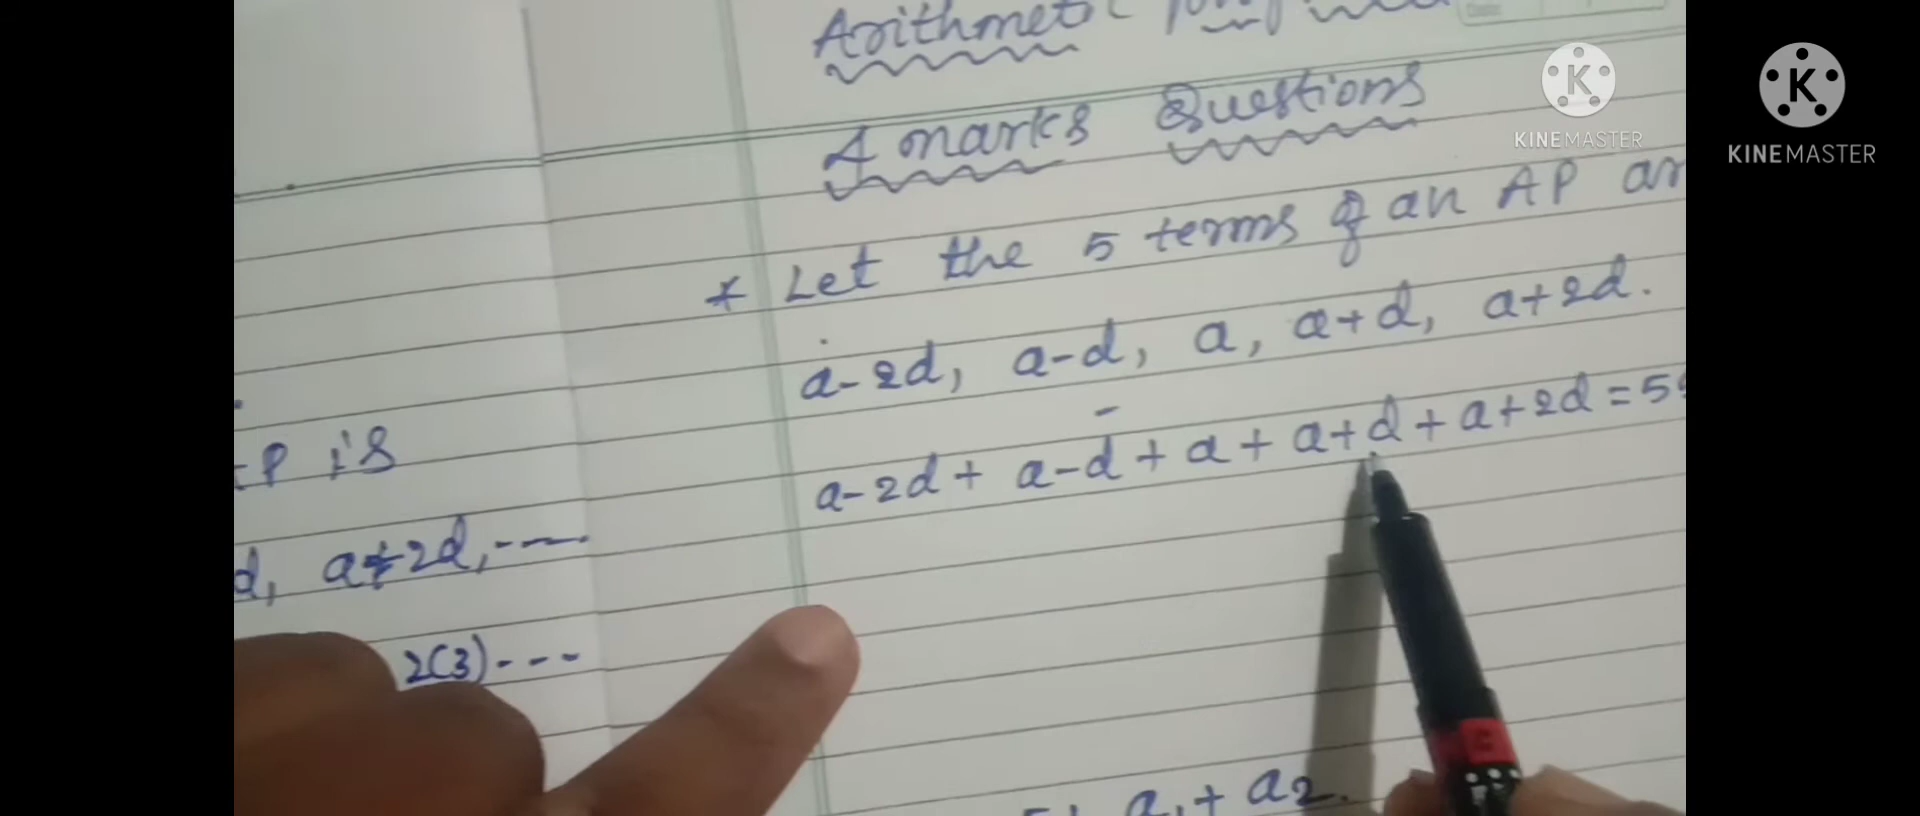 Arithmetic
4 marks Questions
* Let the 5 terms of an AP
a-2d, a-d, a, a+d, a+2d.
a-2d + a-d + a + a+d + a+2d = 5
P is
d, a+2d, ----
2(3)---
a1 + a2.
KINEMASTER
KINEMASTER